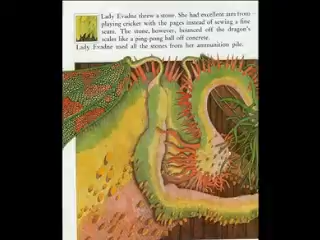 Lady Evadne threw a stone. She had excellent aim from
playing cricket with the pages instead of sewing a fine
seam. The stone, however, bounced off the dragon's
scales like a ping-pong ball off concrete.
Lady Evadne used all the stones from her ammunition pile.